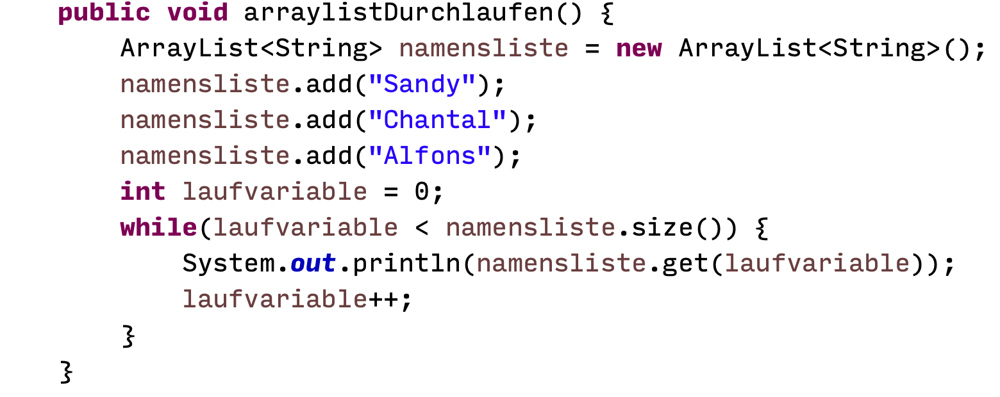 public void arraylistDurchlaufen() {
ArrayList<String> namensliste = new ArrayList<String>();
namensliste.add("Sandy");
namensliste.add("Chantal");
namensliste.add("Alfons");
int laufvariable = 0;
while(laufvariable < namensliste.size()) {
System.out.println(namensliste.get(laufvariable));
laufvariable++;
}
}